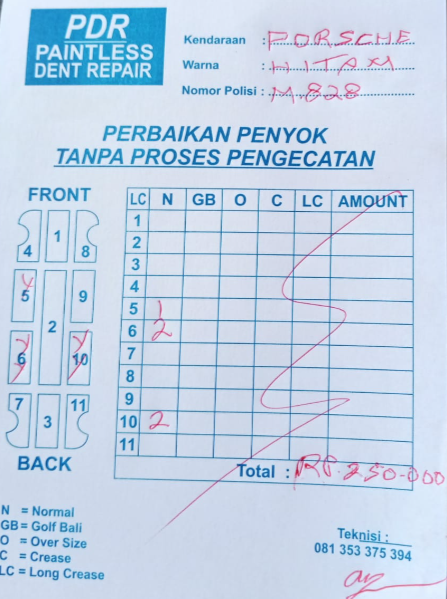 PDR
PAINTLESS
DENT REPAIR
Kendaraan : PORSCHE
Warna : HITAM
Nomor Polisi : M.828
PERBAIKAN PENYOK
TANPA PROSES PENGECATAN
FRONT
4 1 8
5 2 9
6 10
7 3 11
BACK
LC N GB O C LC AMOUNT
1
2
3
4
5 1
6 2
7
8
9
10 2
11
Total : RP. 250-000
N = Normal
GB = Golf Bali
O = Over Size
C = Crease
LC = Long Crease
Teknisi :
081 353 375 394